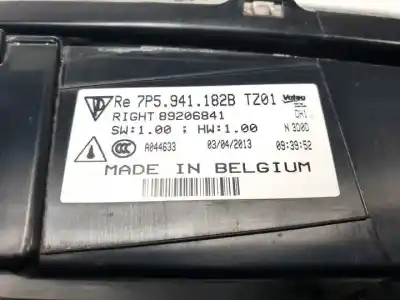 Re 7P5.941.182B TZ01 Valeo
RIGHT 89206841
SW:1.00 ; HW:1.00
A044633 03/04/2013 09:39:52
MADE IN BELGIUM